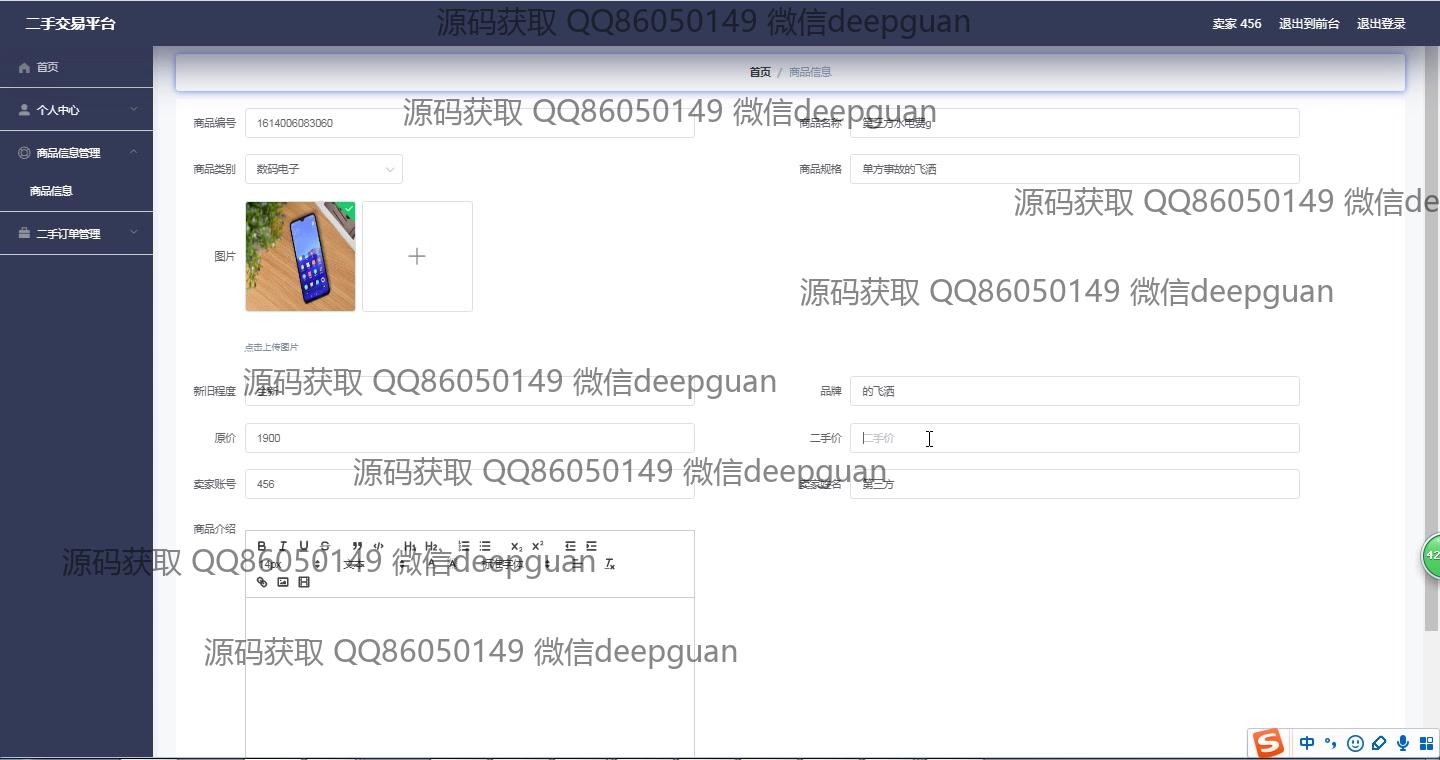 二手交易平台
卖家 456 退出到前台 退出登录
源码获取 QQ86050149 微信deepguan
首页
个人中心
商品信息管理
商品信息
二手订单管理
首页 / 商品信息
源码获取 QQ86050149 微信deepguan
商品编号 1614006083060
商品名称 第三方水电费g
商品类别 数码电子
商品规格 单方事故的飞洒
源码获取 QQ86050149 微信de
图片
源码获取 QQ86050149 微信deepguan
点击上传图片
源码获取 QQ86050149 微信deepguan
新旧程度 全新
品牌 的飞洒
原价 1900
二手价 二手价
源码获取 QQ86050149 微信deepguan
卖家账号 456
卖家姓名 第三方
商品介绍
源码获取 QQ86050149 微信deepguan
14px 文本 标准字体
源码获取 QQ86050149 微信deepguan
42
中